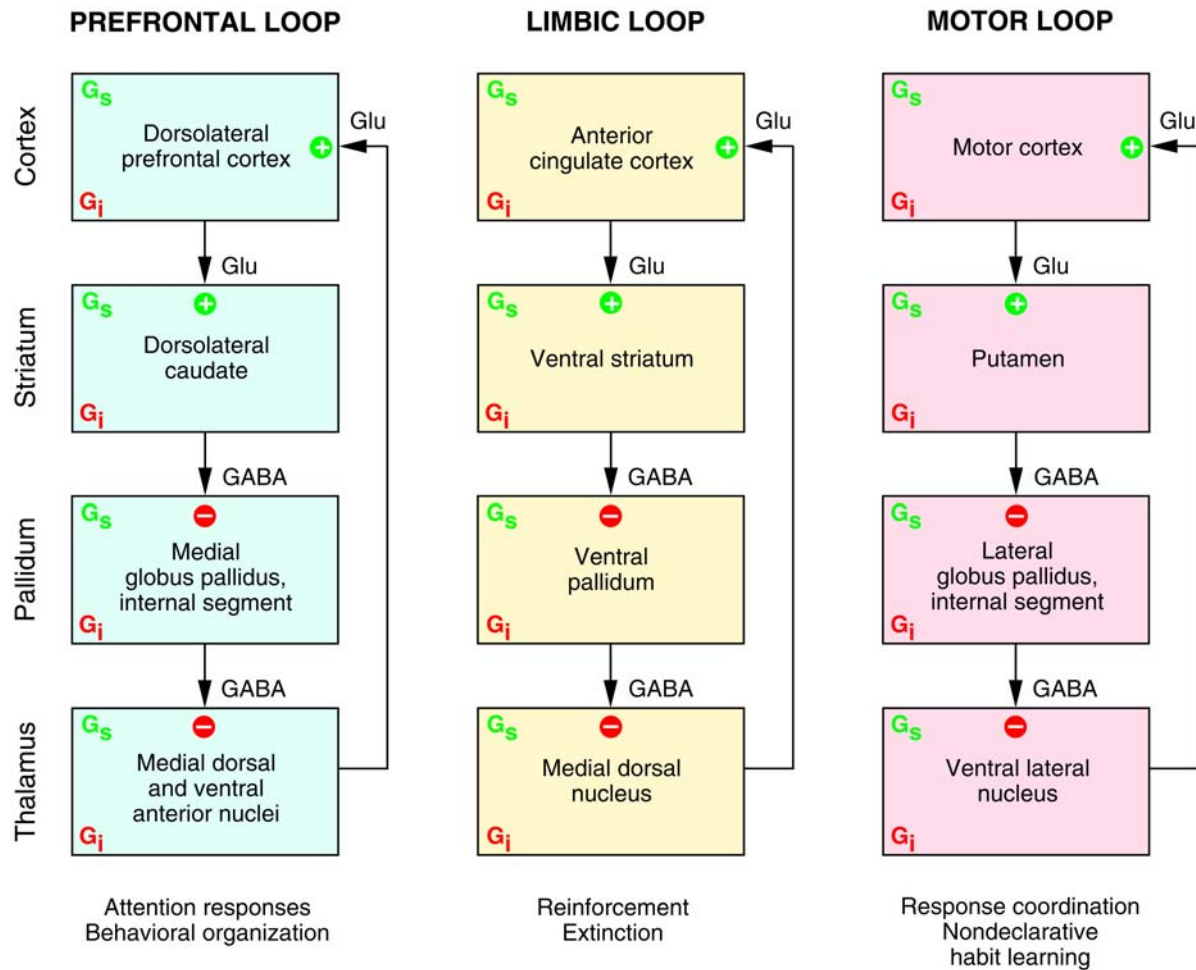 PREFRONTAL LOOP
LIMBIC LOOP
MOTOR LOOP
Cortex
Gs
Dorsolateral
prefrontal cortex
Gi
Glu
Gs
Anterior
cingulate cortex
Gi
Glu
Gs
Motor cortex
Gi
Glu
Glu
Glu
Glu
Striatum
Gs
Dorsolateral
caudate
Gi
Gs
Ventral striatum
Gi
Gs
Putamen
Gi
GABA
GABA
GABA
Pallidum
Gs
Medial
globus pallidus,
internal segment
Gi
Gs
Ventral
pallidum
Gi
Gs
Lateral
globus pallidus,
internal segment
Gi
GABA
GABA
GABA
Thalamus
Gs
Medial dorsal
and ventral
anterior nuclei
Gi
Gs
Medial dorsal
nucleus
Gi
Gs
Ventral lateral
nucleus
Gi
Attention responses
Behavioral organization
Reinforcement
Extinction
Response coordination
Nondeclarative
habit learning